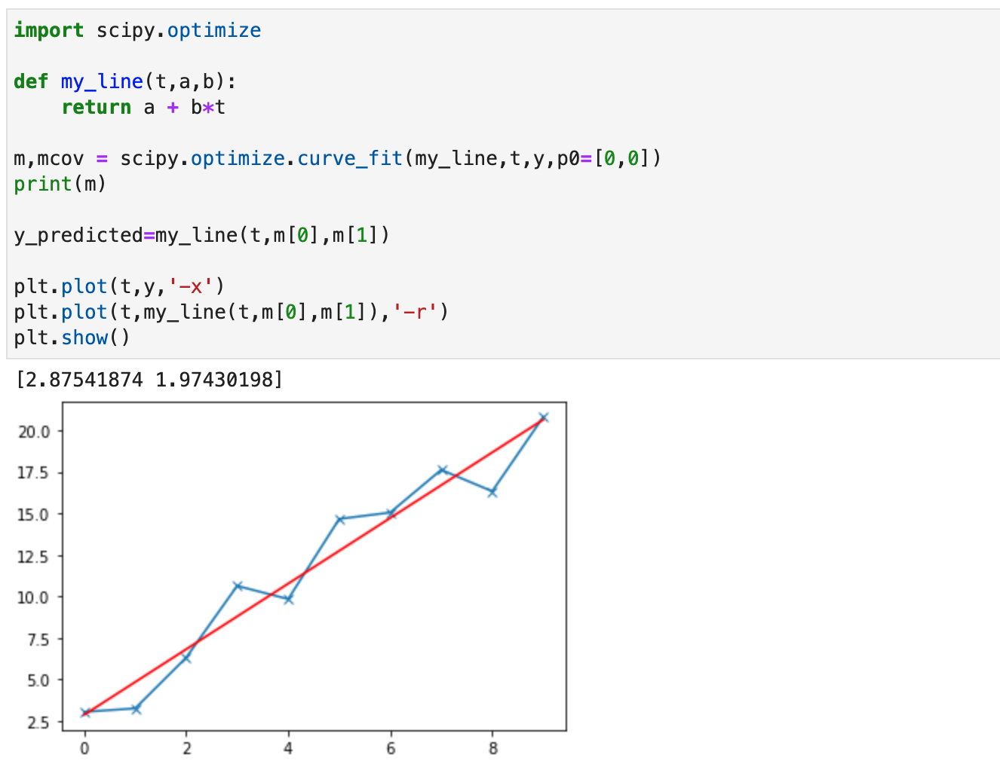 import scipy.optimize
def my_line(t,a,b):
    return a + b*t
m,mcov = scipy.optimize.curve_fit(my_line,t,y,p0=[0,0])
print(m)
y_predicted=my_line(t,m[0],m[1])
plt.plot(t,y,'-x')
plt.plot(t,my_line(t,m[0],m[1]),'-r')
plt.show()
[2.87541874 1.97430198]
20.0
17.5
15.0
12.5
10.0
7.5
5.0
2.5
0 2 4 6 8